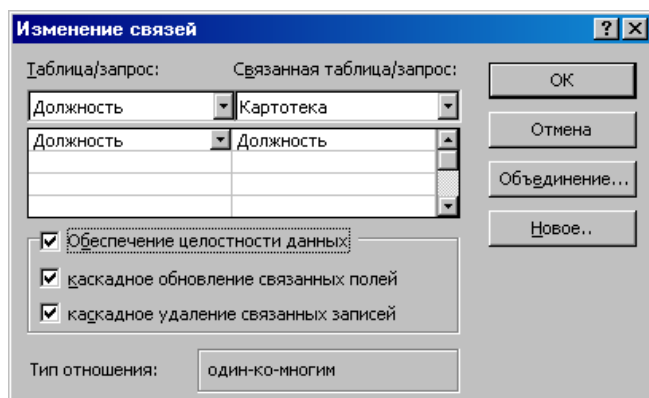 Изменение связей
Таблица/запрос: Связанная таблица/запрос:
Должность Картотека
Должность Должность
Обеспечение целостности данных
каскадное обновление связанных полей
каскадное удаление связанных записей
Тип отношения: один-ко-многим
ОК
Отмена
Объединение...
Новое..